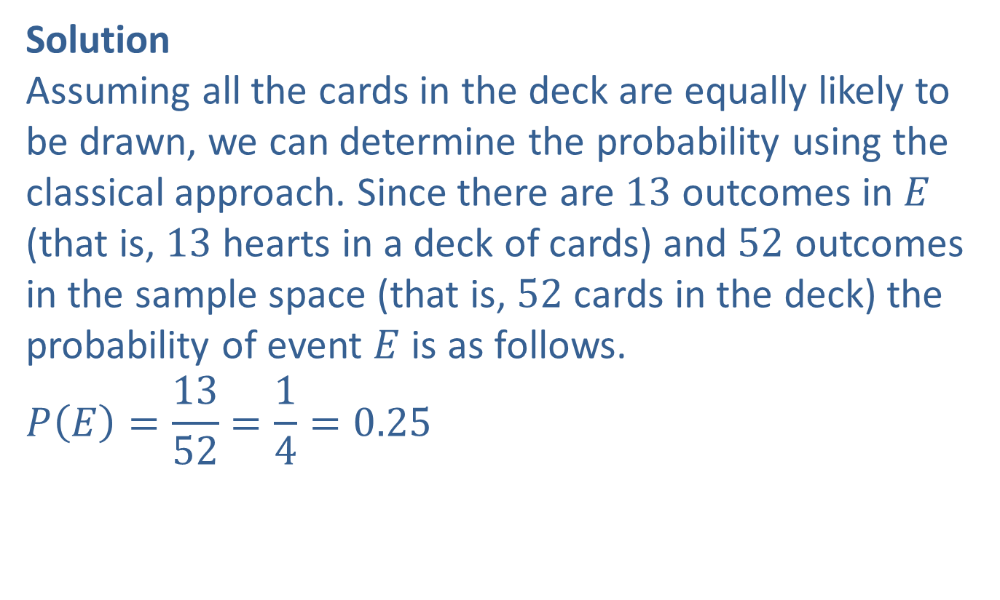 Solution
Assuming all the cards in the deck are equally likely to
be drawn, we can determine the probability using the
classical approach. Since there are 13 outcomes in E
(that is, 13 hearts in a deck of cards) and 52 outcomes
in the sample space (that is, 52 cards in the deck) the
probability of event E is as follows.
P(E) = 13/52 = 1/4 = 0.25